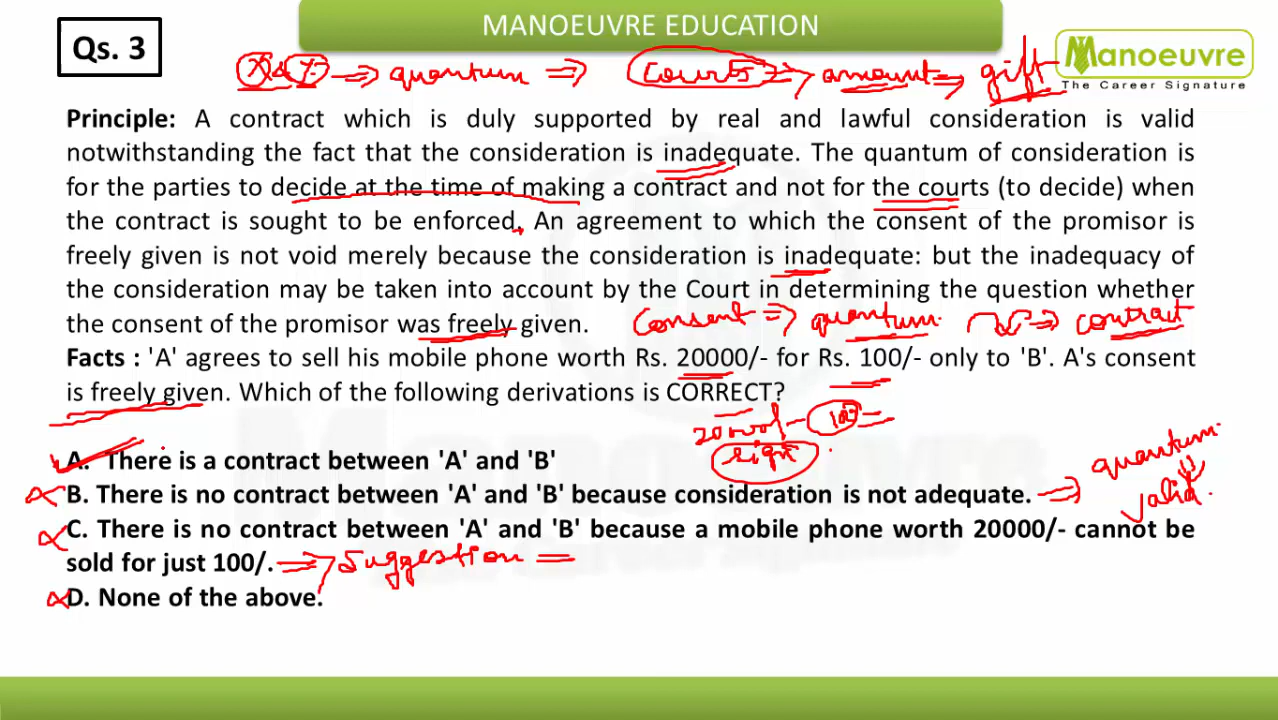 MANOEUVRE EDUCATION
Qs. 3
Manoeuvre
The Career Signature
X & Y => quantum => Courts => amount => gift
Principle: A contract which is duly supported by real and lawful consideration is valid
notwithstanding the fact that the consideration is inadequate. The quantum of consideration is
for the parties to decide at the time of making a contract and not for the courts (to decide) when
the contract is sought to be enforced. An agreement to which the consent of the promisor is
freely given is not void merely because the consideration is inadequate: but the inadequacy of
the consideration may be taken into account by the Court in determining the question whether
the consent of the promisor was freely given.
Consent => quantum => contract
Facts : 'A' agrees to sell his mobile phone worth Rs. 20000/- for Rs. 100/- only to 'B'. A's consent
is freely given. Which of the following derivations is CORRECT?
A. There is a contract between 'A' and 'B'
B. There is no contract between 'A' and 'B' because consideration is not adequate.
=> quantum
valid.
C. There is no contract between 'A' and 'B' because a mobile phone worth 20000/- cannot be
sold for just 100/.
=> Suggestion =
D. None of the above.